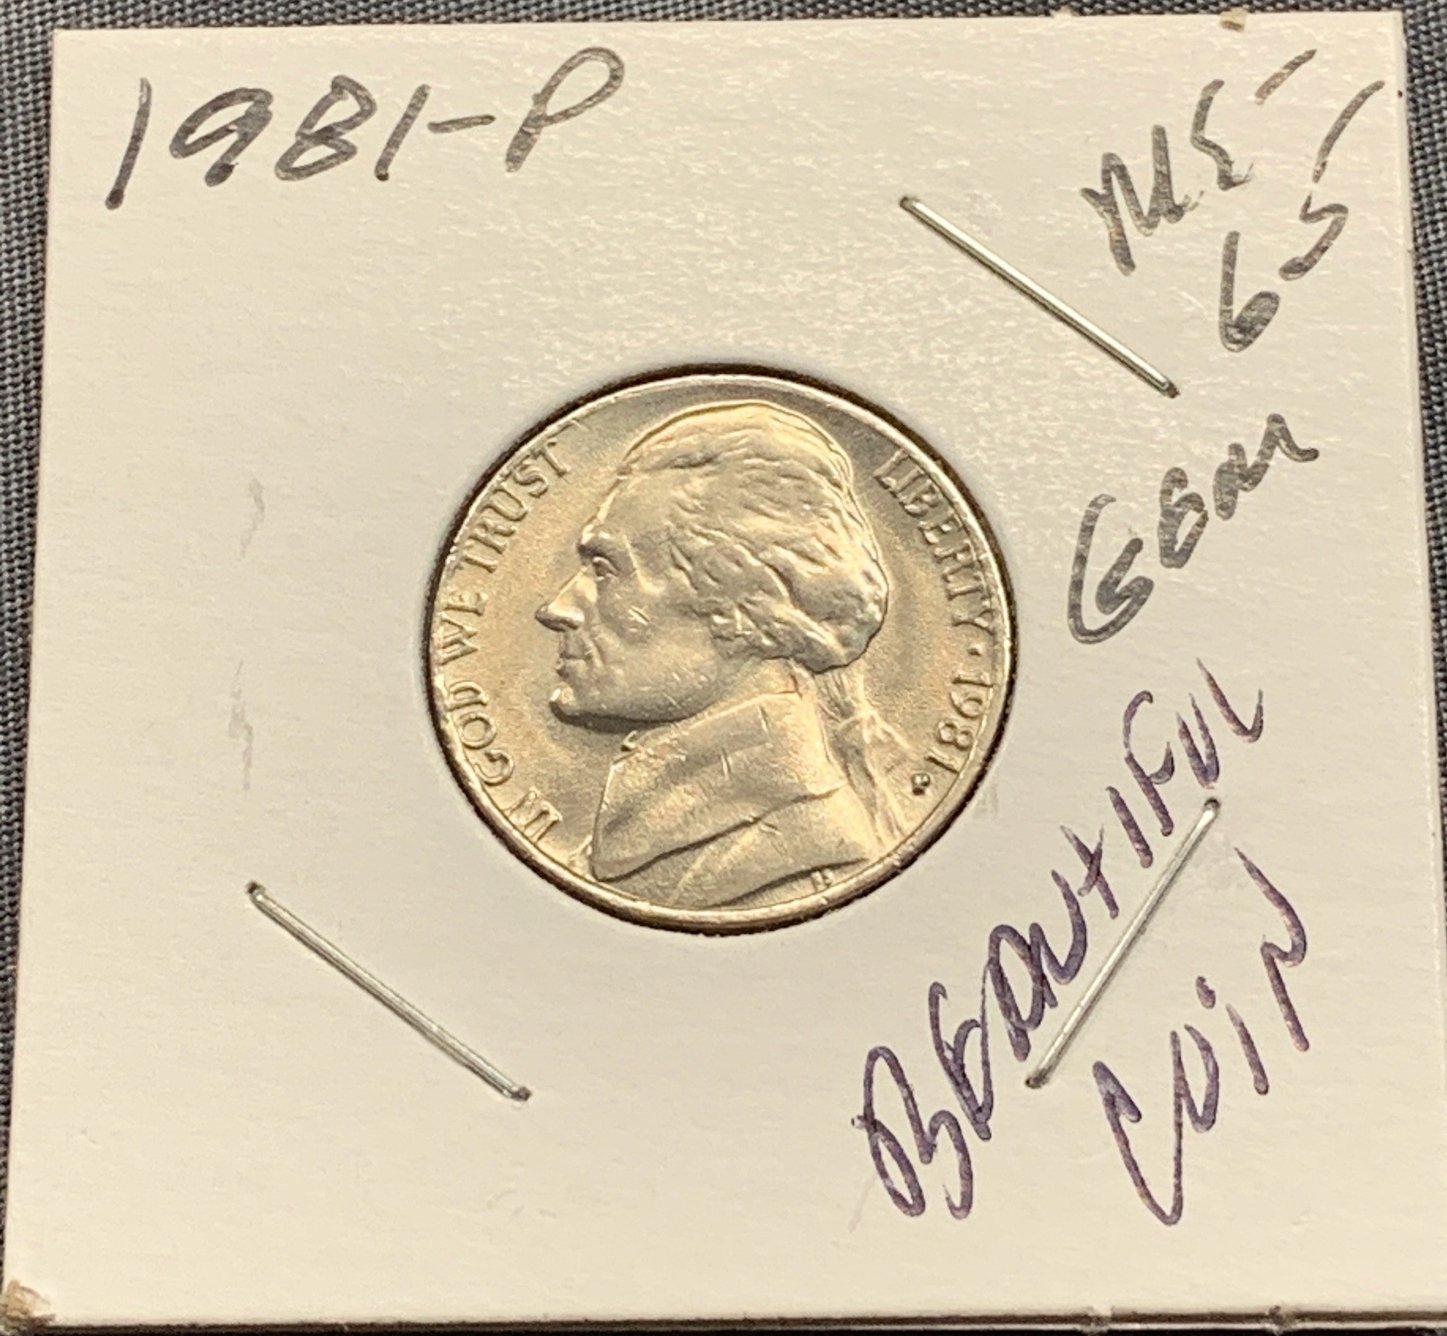 1981-P
MS
65
GEM
BEAUTIFUL
COIN
IN GOD WE TRUST
LIBERTY · 1981